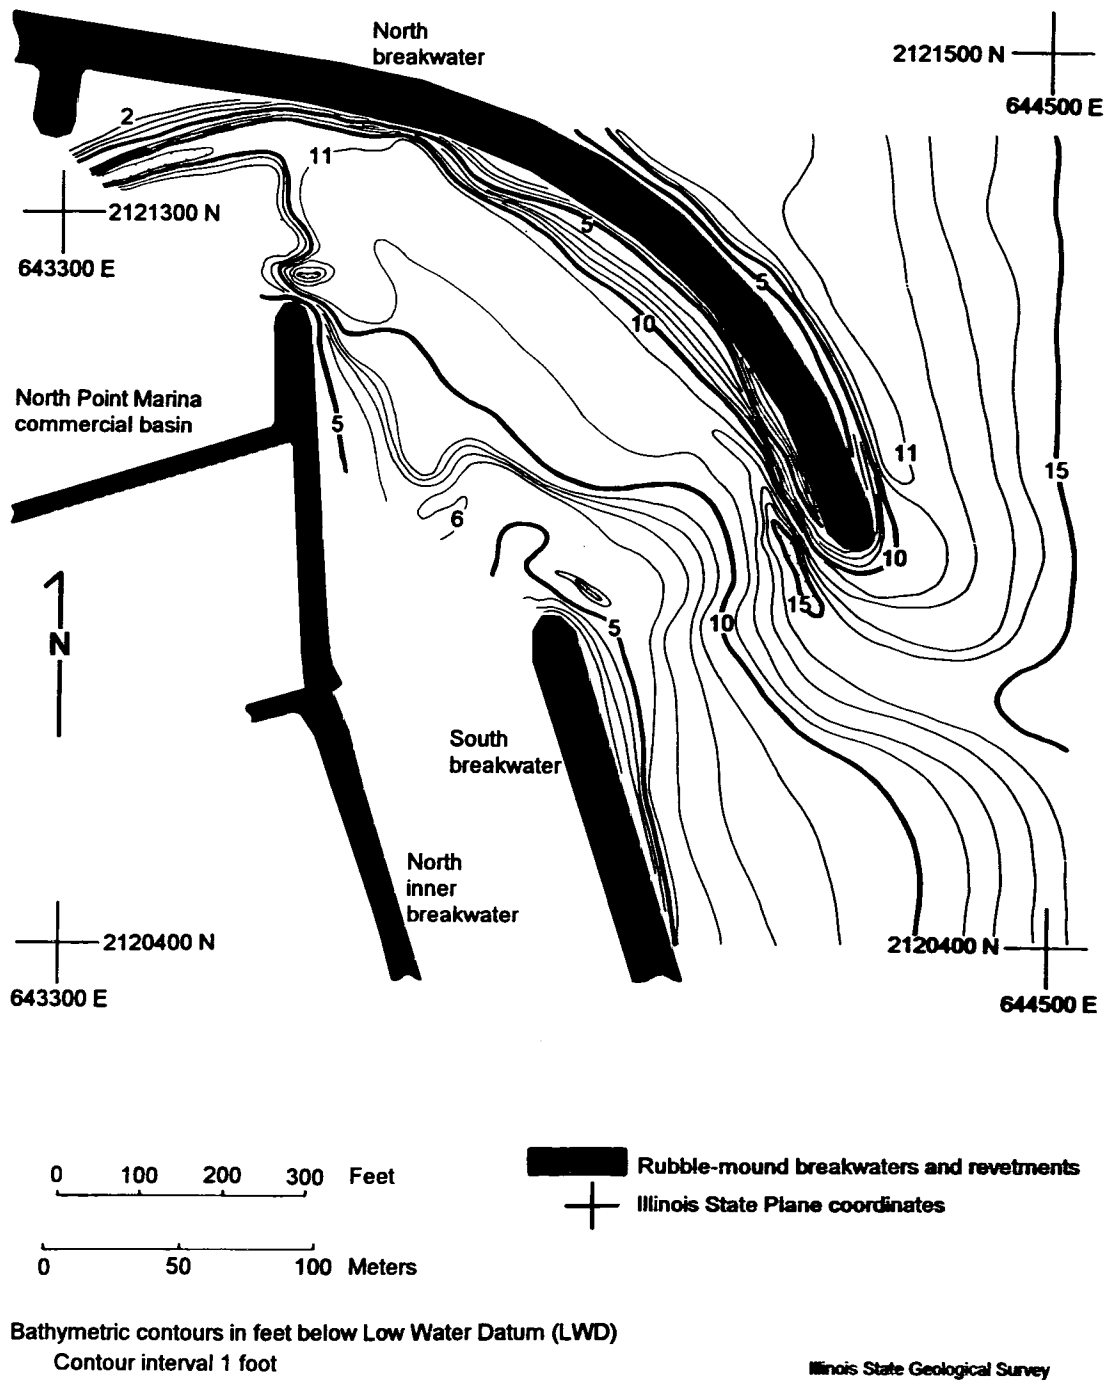 North
breakwater
2121500 N
644500 E
2
11
2121300 N
643300 E
5
5
10
North Point Marina
commercial basin
5
11
15
6
10
15
N
5
10
South
breakwater
North
inner
breakwater
2120400 N
643300 E
2120400 N
644500 E
0 100 200 300 Feet
0 50 100 Meters
Rubble-mound breakwaters and revetments
Illinois State Plane coordinates
Bathymetric contours in feet below Low Water Datum (LWD)
Contour interval 1 foot
Illinois State Geological Survey